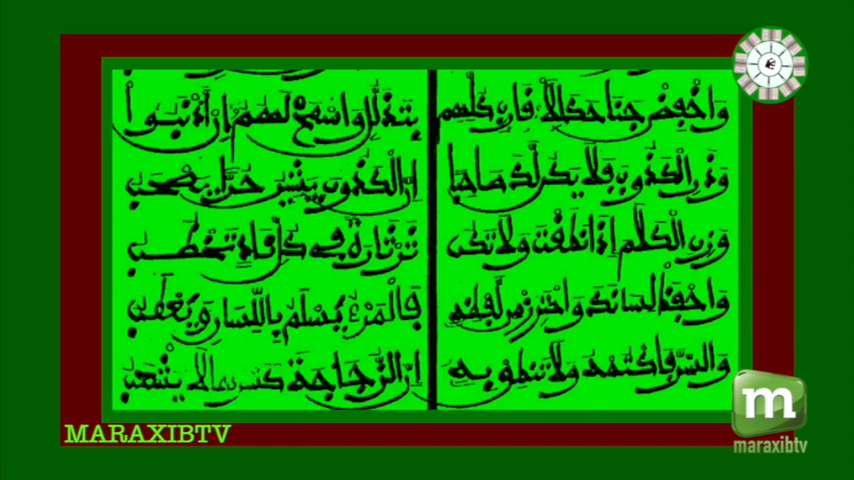 واخفض جناحك للأقارب كلهم بتذلل واسمح لهم إن أذنبوا
وذر الكذوب فلا يكن لك صاحبا إن الكذوب يشين حرا يصحب
وزن الكلام إذا نطقت ولا تكن ثرثارة في كل ناد تخطب
واحفظ لسانك واحترز من لفظه فالمرء يسلم باللسان ويعطب
والسر فاكتمه ولا تنطق به إن الزجاجة كسرها لا يشعب
MARAXIBTV
m
maraxibtv